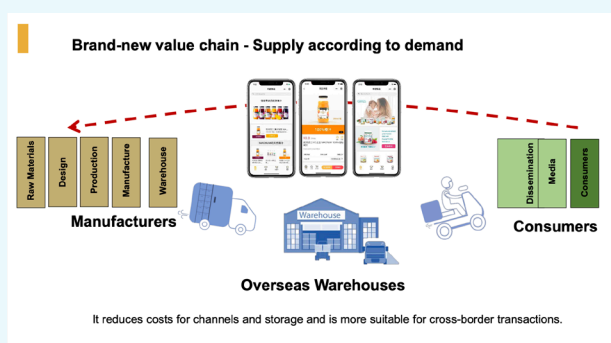 Brand-new value chain - Supply according to demand
Raw Materials
Design
Production
Manufacture
Warehouse
Manufacturers
Warehouse
Overseas Warehouses
Dissemination
Media
Consumers
Consumers
It reduces costs for channels and storage and is more suitable for cross-border transactions.